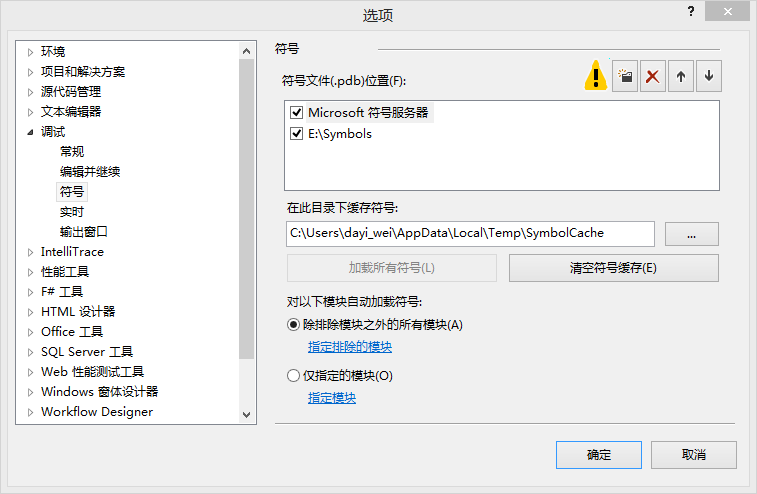 选项
?
环境
项目和解决方案
源代码管理
文本编辑器
调试
常规
编辑并继续
符号
实时
输出窗口
IntelliTrace
性能工具
F# 工具
HTML 设计器
Office 工具
SQL Server 工具
Web 性能测试工具
Windows 窗体设计器
Workflow Designer
符号
符号文件(.pdb)位置(F):
Microsoft 符号服务器
E:\Symbols
在此目录下缓存符号:
C:\Users\dayi_wei\AppData\Local\Temp\SymbolCache
...
加载所有符号(L)
清空符号缓存(E)
对以下模块自动加载符号:
除排除模块之外的所有模块(A)
指定排除的模块
仅指定的模块(O)
指定模块
确定
取消